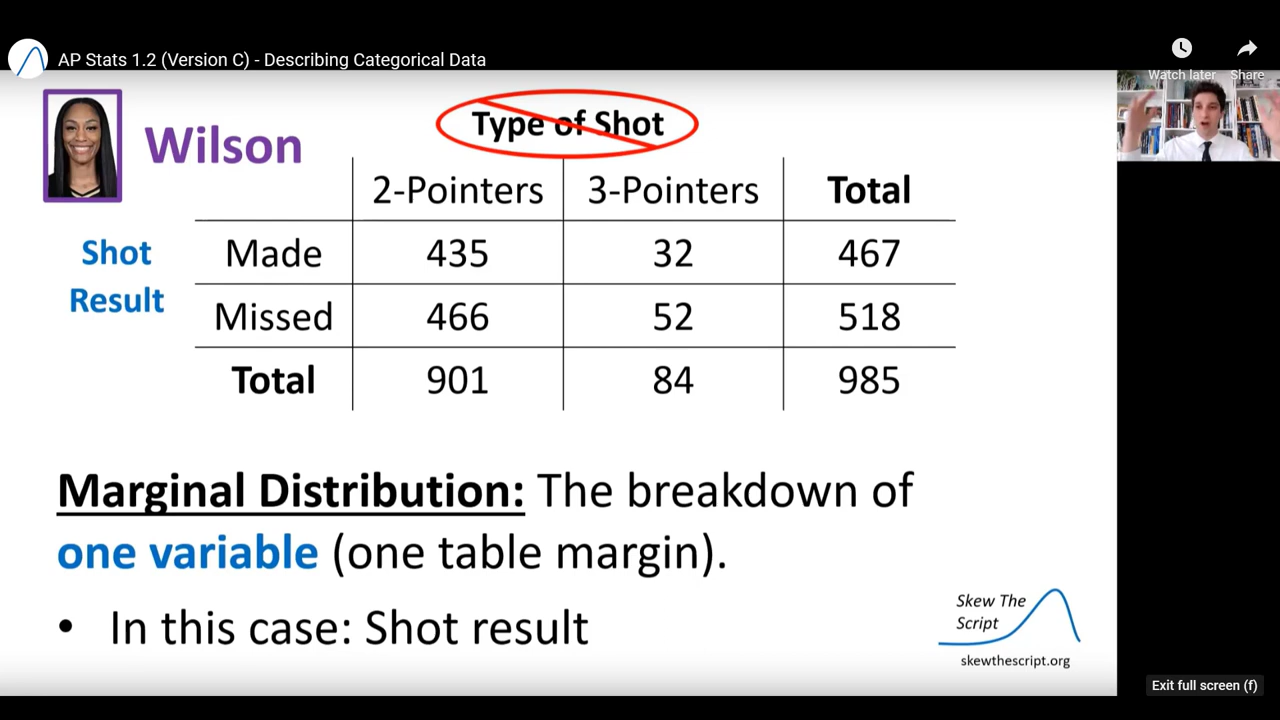 AP Stats 1.2 (Version C) - Describing Categorical Data
Watch later
Share
Wilson
Type of Shot
2-Pointers 3-Pointers Total
Shot
Result
Made 435 32 467
Missed 466 52 518
Total 901 84 985
Marginal Distribution: The breakdown of
one variable (one table margin).
• In this case: Shot result
Skew The
Script
skewthescript.org
Exit full screen (f)